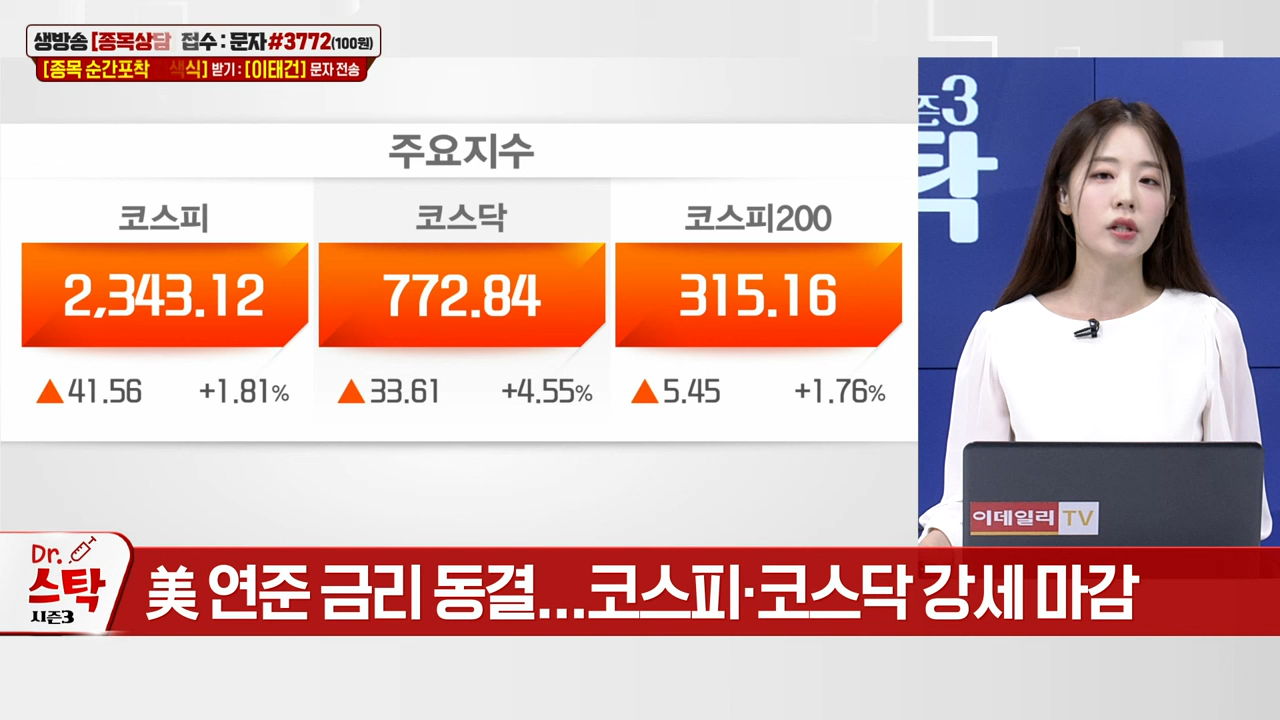 생방송 [종목상담 접수 : 문자#3772(100원)
[종목 순간포착 색식] 받기 : [이태건] 문자 전송
주요지수
코스피
코스닥
코스피200
2,343.12
772.84
315.16
▲41.56 +1.81%
▲33.61 +4.55%
▲5.45 +1.76%
즌3
탁
이데일리 TV
Dr.
스탁
시즌3
美 연준 금리 동결...코스피·코스닥 강세 마감